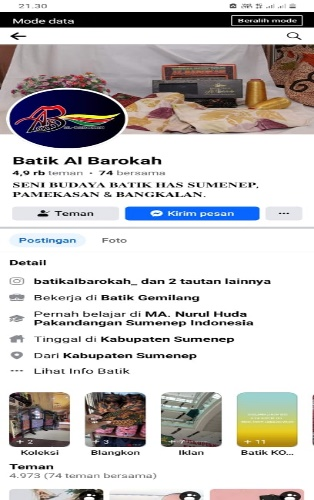 21.30
Mode data
Beralih mode
Batik Al Barokah
4,9 rb teman • 74 bersama
SENI BUDAYA BATIK HAS SUMENEP,
PAMEKASAN & BANGKALAN.
Teman
Kirim pesan
Postingan
Foto
Detail
batikalbarokah_ dan 2 tautan lainnya
Bekerja di Batik Gemilang
Pernah belajar di MA. Nurul Huda
Pakandangan Sumenep Indonesia
Tinggal di Kabupaten Sumenep
Dari Kabupaten Sumenep
Lihat Info Batik
+ 2
+ 3
+ 11
Koleksi
Blangkon
Iklan
Batik KO...
Teman
4.973 (74 teman bersama)